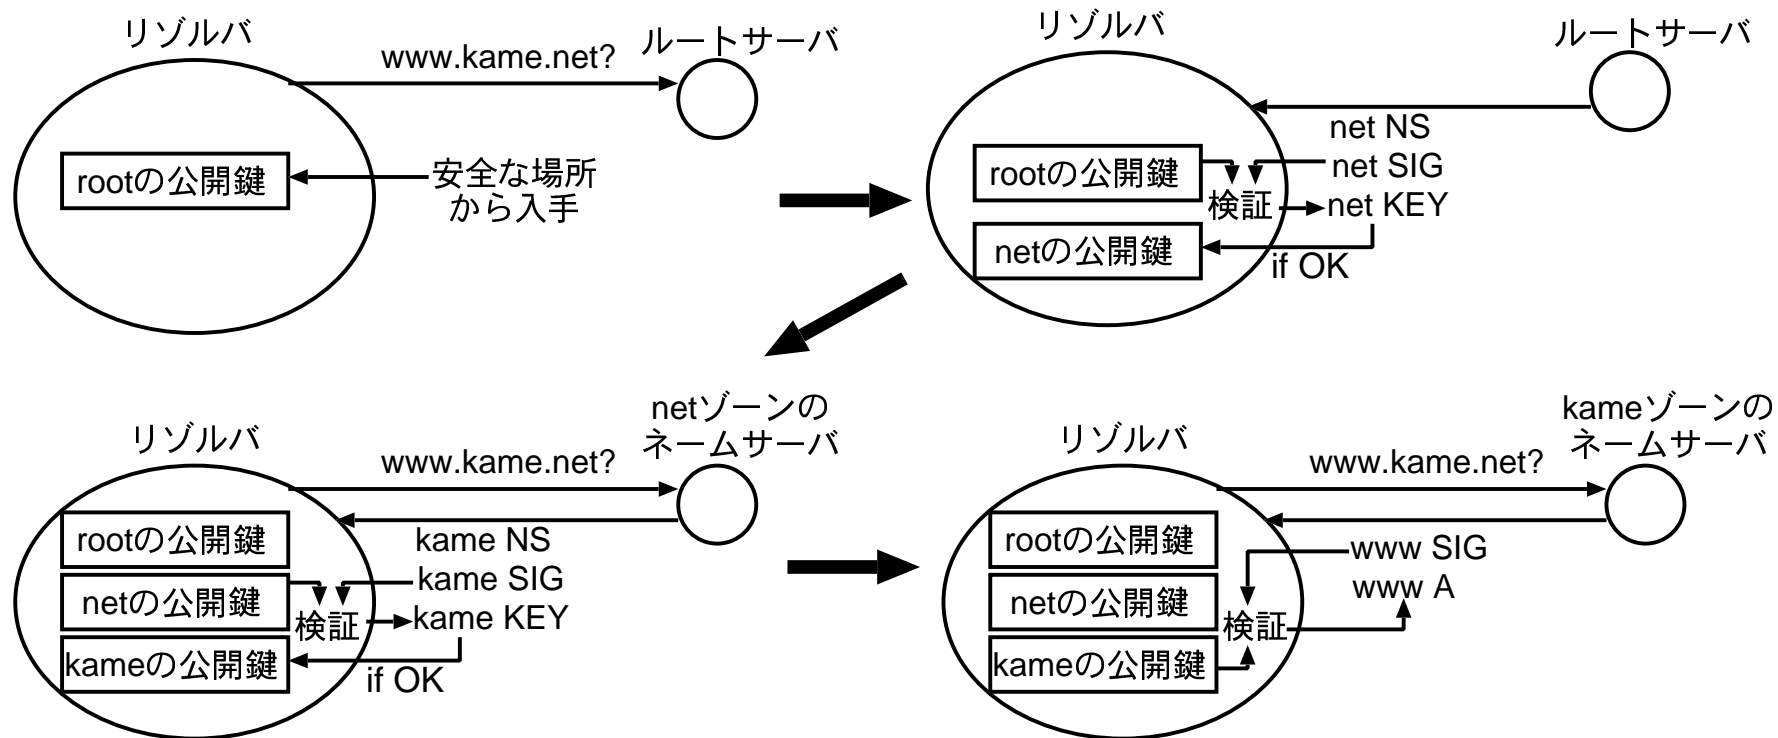 リゾルバ
www.kame.net?
ルートサーバ
rootの公開鍵
安全な場所
から入手
リゾルバ
ルートサーバ
net NS
net SIG
net KEY
rootの公開鍵
検証
netの公開鍵
if OK
リゾルバ
www.kame.net?
netゾーンの
ネームサーバ
rootの公開鍵
kame NS
kame SIG
kame KEY
netの公開鍵
検証
kameの公開鍵
if OK
リゾルバ
www.kame.net?
kameゾーンの
ネームサーバ
rootの公開鍵
www SIG
www A
netの公開鍵
検証
kameの公開鍵